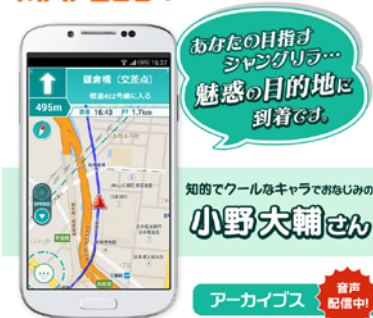 16:37
鎌倉橋（交差点）
都道402号線に入る
495m
到着 16:43
1.7km
Google
あなたの目指す
シャングリラ…
魅惑の目的地に
到着です。
知的でクールなキャラでおなじみの
小野大輔さん
アーカイブス
音声
配信中!